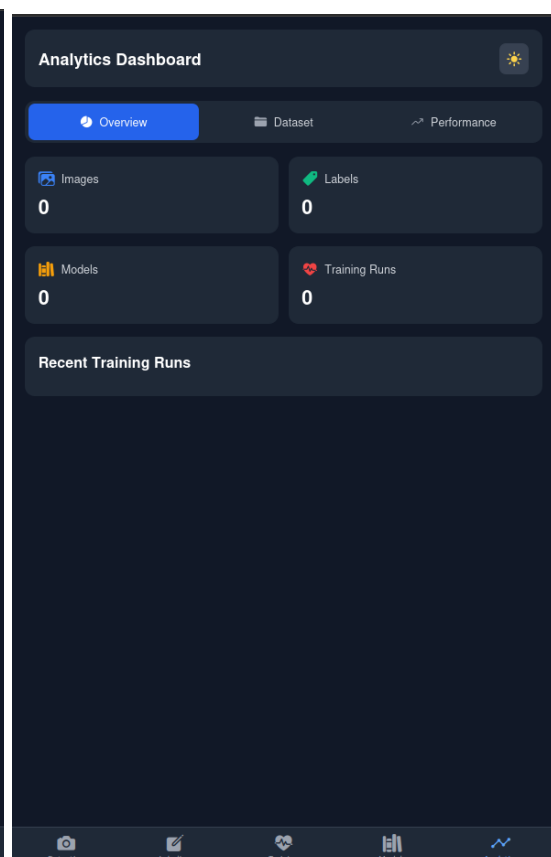 Analytics Dashboard
Overview Dataset Performance
Images Labels
0 0
Models Training Runs
0 0
Recent Training Runs